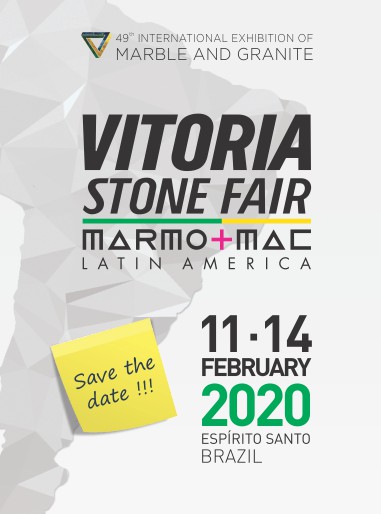 49th INTERNATIONAL EXHIBITION OF
MARBLE AND GRANITE
VITORIA
STONE FAIR
MARMO+MAC
LATIN AMERICA
Save the
date !!!
11·14
FEBRUARY
2020
ESPÍRITO SANTO
BRAZIL